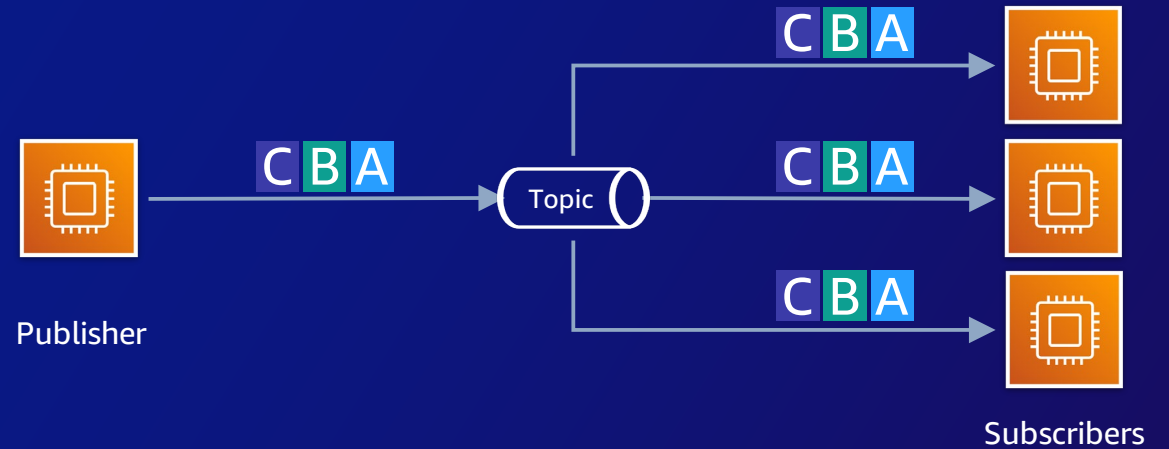 C B A
C B A
Topic
C B A
C B A
Publisher
Subscribers